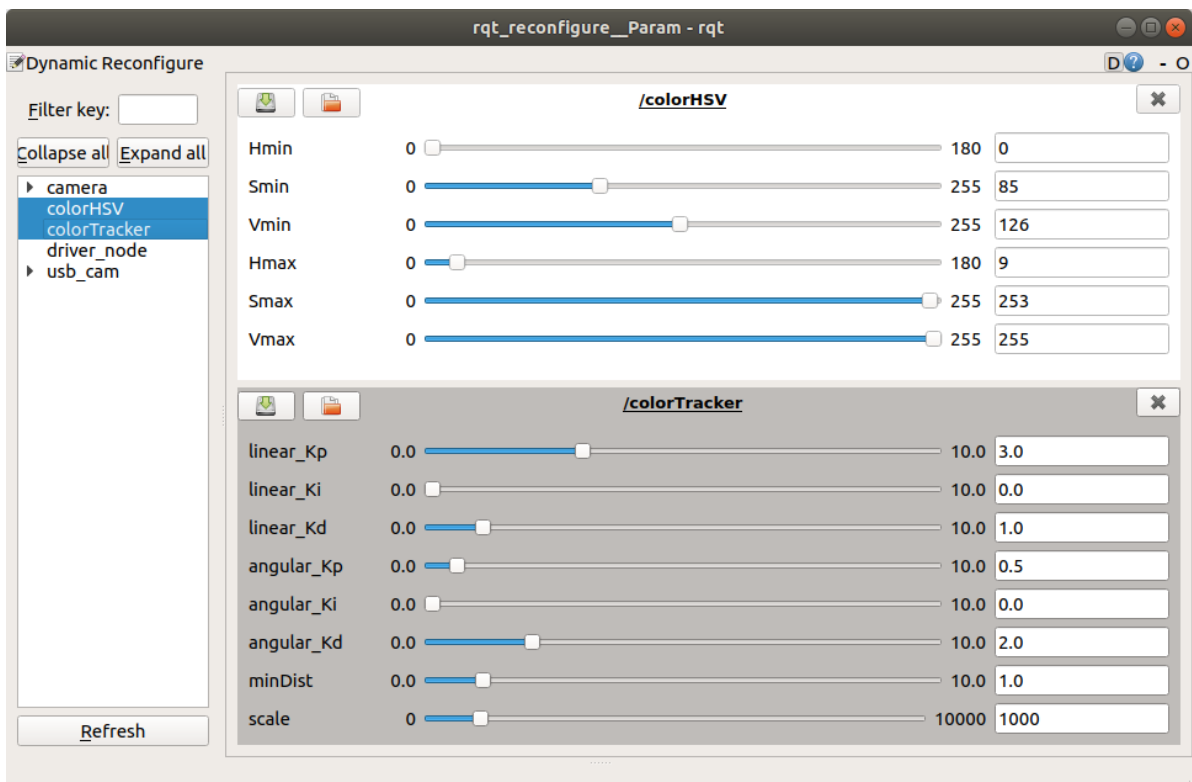 rqt_reconfigure__Param - rqt
Dynamic Reconfigure D ? - O
Filter key:
Collapse all Expand all
camera
colorHSV
colorTracker
driver_node
usb_cam
Refresh
/colorHSV
Hmin 0 180 0
Smin 0 255 85
Vmin 0 255 126
Hmax 0 180 9
Smax 0 255 253
Vmax 0 255 255
/colorTracker
linear_Kp 0.0 10.0 3.0
linear_Ki 0.0 10.0 0.0
linear_Kd 0.0 10.0 1.0
angular_Kp 0.0 10.0 0.5
angular_Ki 0.0 10.0 0.0
angular_Kd 0.0 10.0 2.0
minDist 0.0 10.0 1.0
scale 0 10000 1000